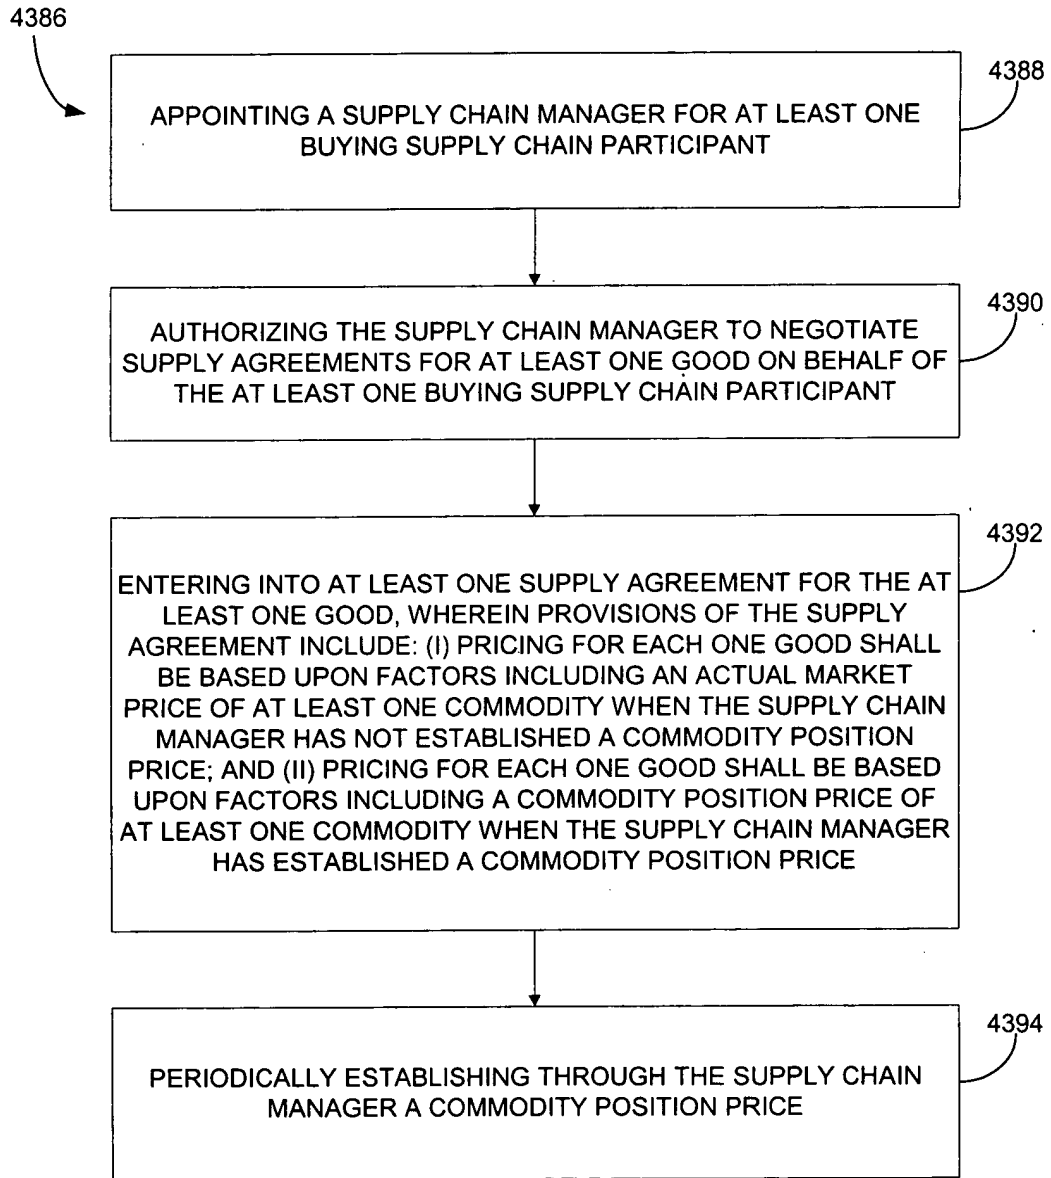 4386
4388
APPOINTING A SUPPLY CHAIN MANAGER FOR AT LEAST ONE
BUYING SUPPLY CHAIN PARTICIPANT
4390
AUTHORIZING THE SUPPLY CHAIN MANAGER TO NEGOTIATE
SUPPLY AGREEMENTS FOR AT LEAST ONE GOOD ON BEHALF OF
THE AT LEAST ONE BUYING SUPPLY CHAIN PARTICIPANT
4392
ENTERING INTO AT LEAST ONE SUPPLY AGREEMENT FOR THE AT
LEAST ONE GOOD, WHEREIN PROVISIONS OF THE SUPPLY
AGREEMENT INCLUDE: (I) PRICING FOR EACH ONE GOOD SHALL
BE BASED UPON FACTORS INCLUDING AN ACTUAL MARKET
PRICE OF AT LEAST ONE COMMODITY WHEN THE SUPPLY CHAIN
MANAGER HAS NOT ESTABLISHED A COMMODITY POSITION
PRICE; AND (II) PRICING FOR EACH ONE GOOD SHALL BE BASED
UPON FACTORS INCLUDING A COMMODITY POSITION PRICE OF
AT LEAST ONE COMMODITY WHEN THE SUPPLY CHAIN MANAGER
HAS ESTABLISHED A COMMODITY POSITION PRICE
4394
PERIODICALLY ESTABLISHING THROUGH THE SUPPLY CHAIN
MANAGER A COMMODITY POSITION PRICE